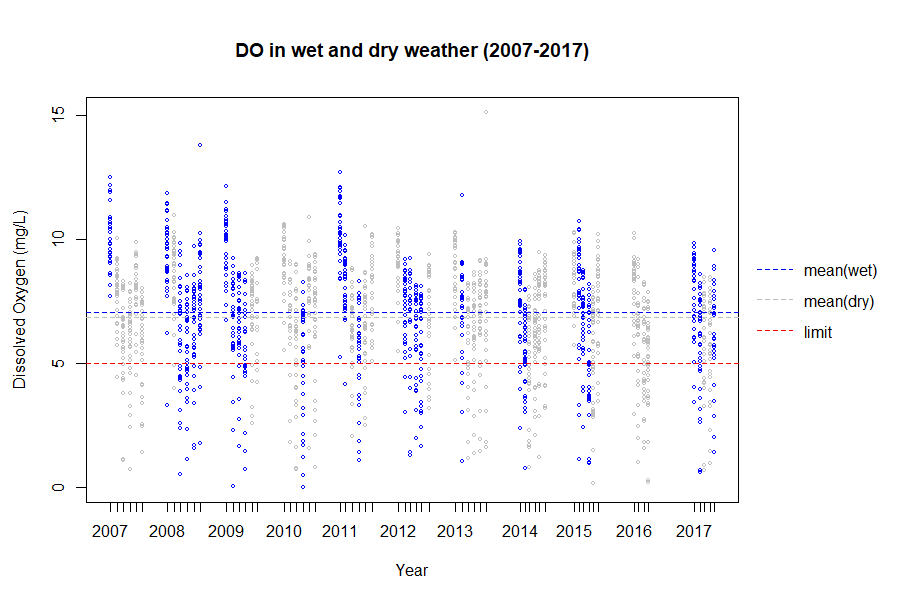 DO in wet and dry weather (2007-2017)
Dissolved Oxygen (mg/L)
15
10
5
0
2007 2008 2009 2010 2011 2012 2013 2014 2015 2016 2017
Year
mean(wet)
mean(dry)
limit